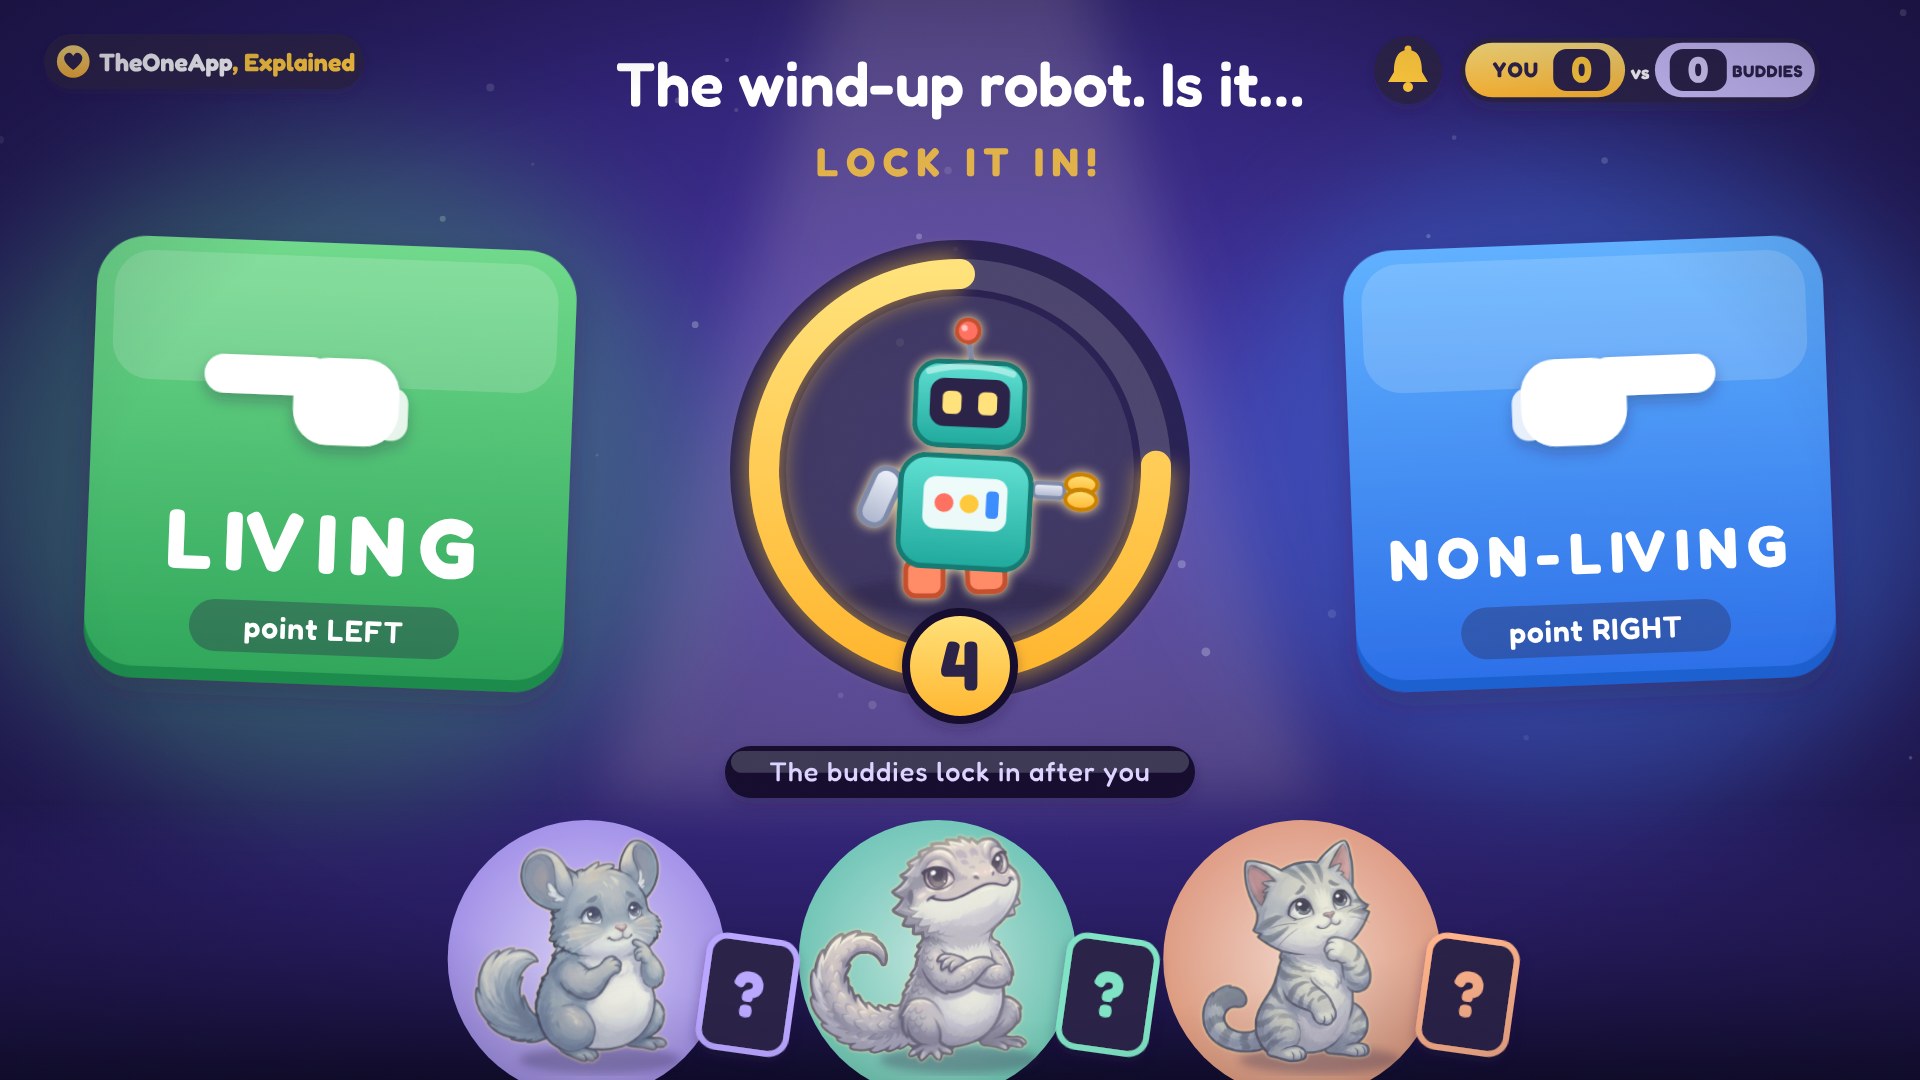 TheOneApp, Explained
The wind-up robot. Is it...
LOCK IT IN!
YOU 0 vs 0 BUDDIES
LIVING
point LEFT
NON-LIVING
point RIGHT
4
The buddies lock in after you
? ? ?